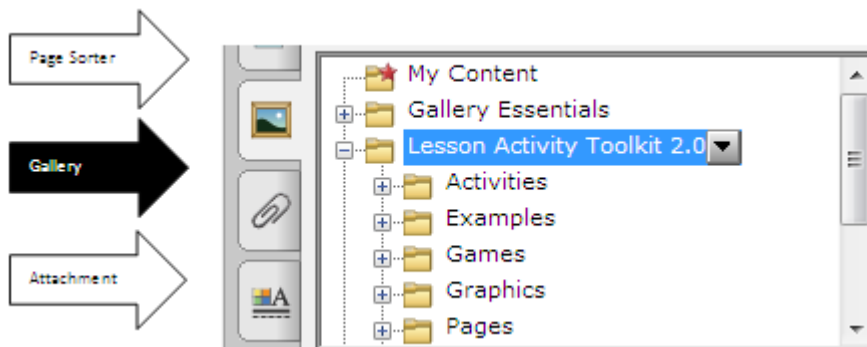 Page Sorter
Gallery
Attachment
My Content
Gallery Essentials
Lesson Activity Toolkit 2.0
Activities
Examples
Games
Graphics
Pages
A